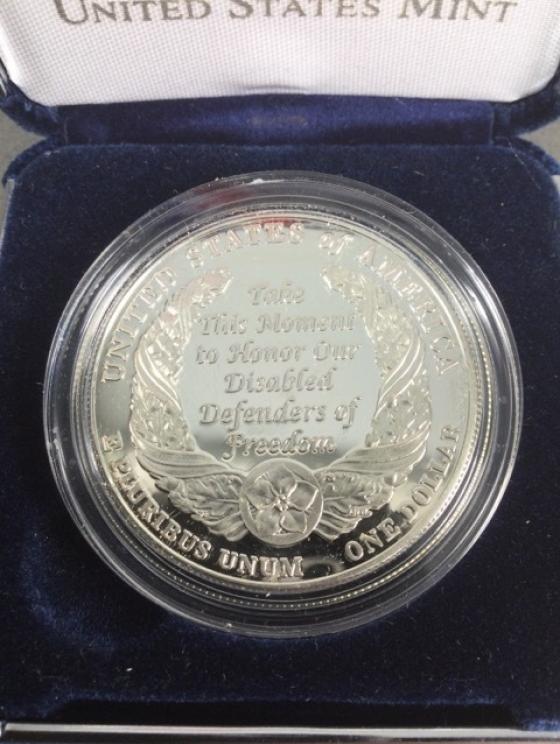 UNITED STATES MINT
UNITED STATES of AMERICA
Take
This Moment
to Honor Our
Disabled
Defenders of
Freedom
E PLURIBUS UNUM
ONE DOLLAR